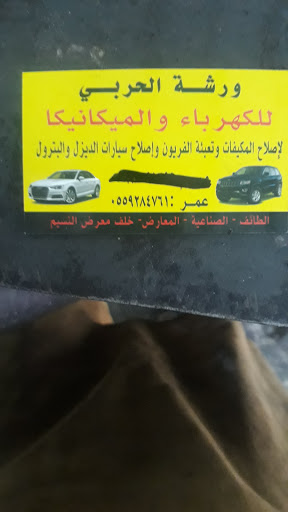 ورشة الحربي
للكهرباء والميكانيكا
لإصلاح المكيفات وتعبئة الفريون وإصلاح سيارات الديزل والبترول
عمر : ٠٥٥٩٢٨٤٧٦١
الطائف - الصناعية - المعارض - خلف معرض النسيم